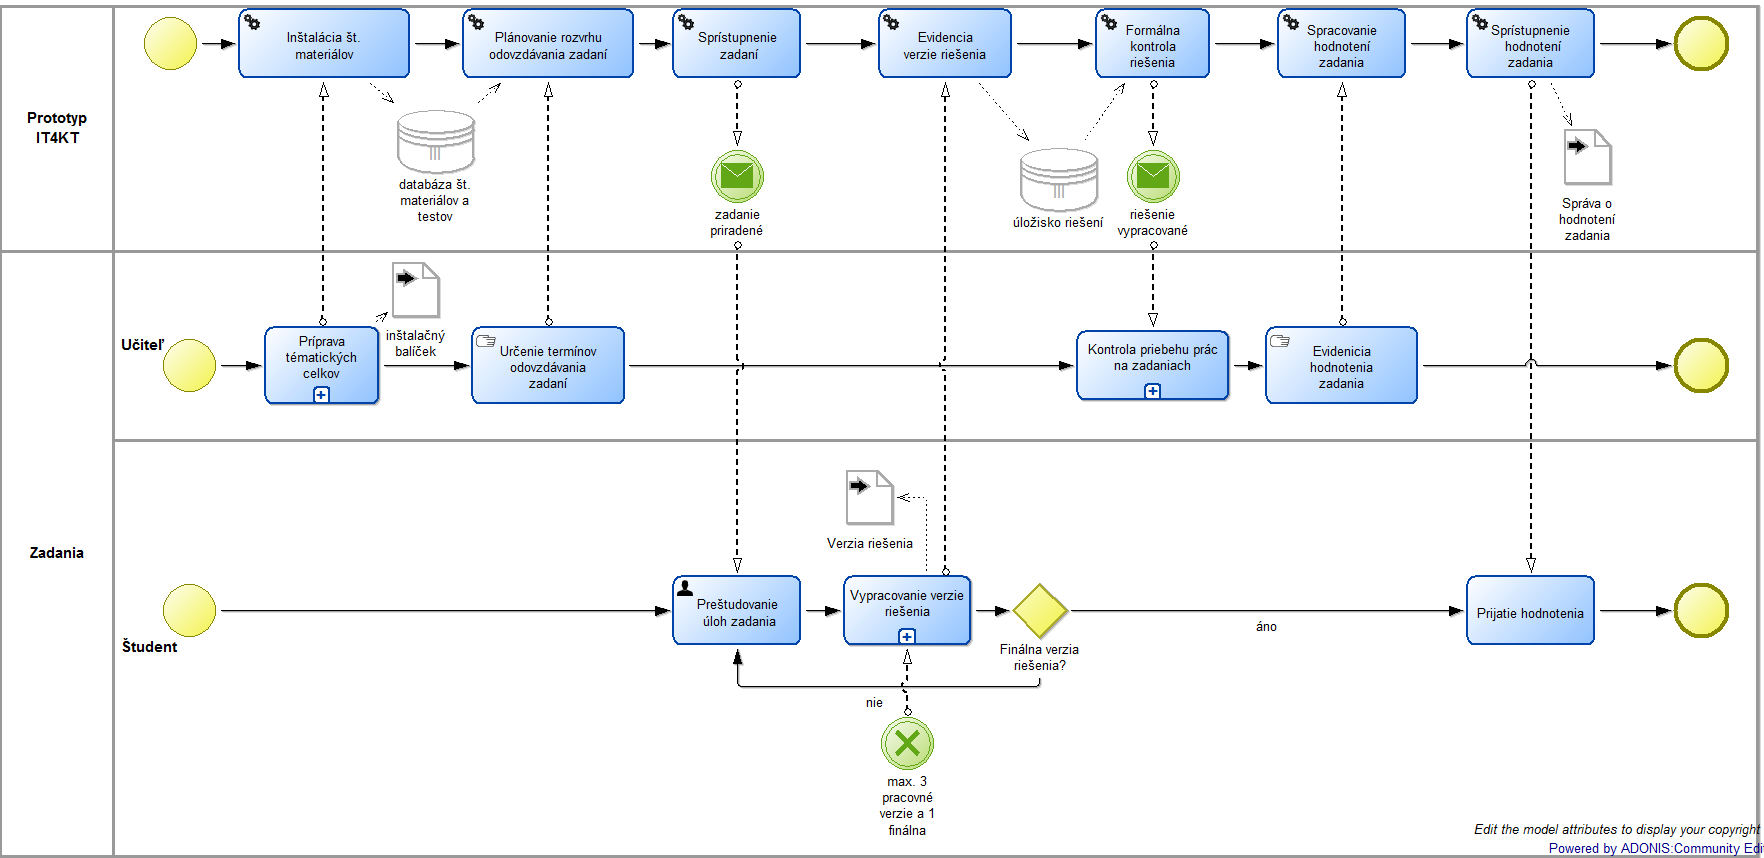 Prototyp
IT4KT
Inštalácia št.
materiálov
Plánovanie rozvrhu
odovzdávania zadaní
Sprístupnenie
zadaní
Evidencia
verzie riešenia
Formálna
kontrola
riešenia
Spracovanie
hodnotení
zadania
Sprístupnenie
hodnotení
zadania
databáza št.
materiálov a
testov
zadanie
priradené
úložisko riešení
riešenie
vypracované
Správa o
hodnotení
zadania
Zadania
Učiteľ
Príprava
tématických
celkov
inštalačný
balíček
Určenie termínov
odovzdávania
zadaní
Kontrola priebehu prác
na zadaniach
Evidenicia
hodnotenia
zadania
Študent
Verzia riešenia
Preštudovanie
úloh zadania
Vypracovanie verzie
riešenia
Finálna verzia
riešenia?
áno
nie
Prijatie hodnotenia
max. 3
pracovné
verzie a 1
finálna
Edit the model attributes to display your copyright
Powered by ADONIS:Community Edi